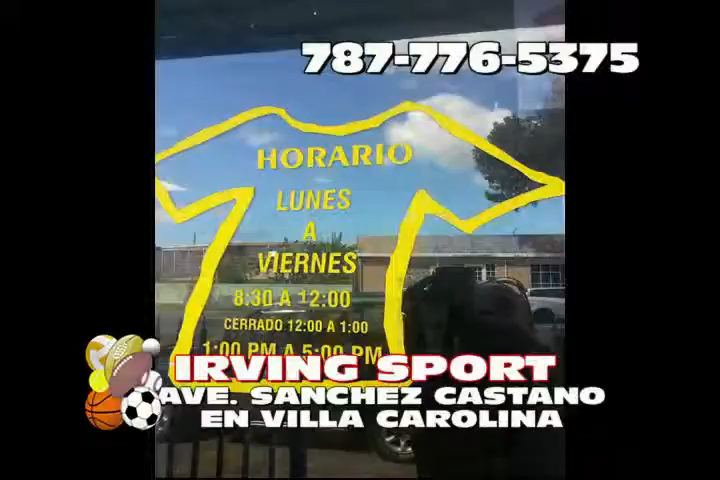 787-776-5375
HORARIO
LUNES
A
VIERNES
8:30 A 12:00
CERRADO 12:00 A 1:00
1:00 PM A 5:00 PM
IRVING SPORT
AVE. SANCHEZ CASTANO
EN VILLA CAROLINA